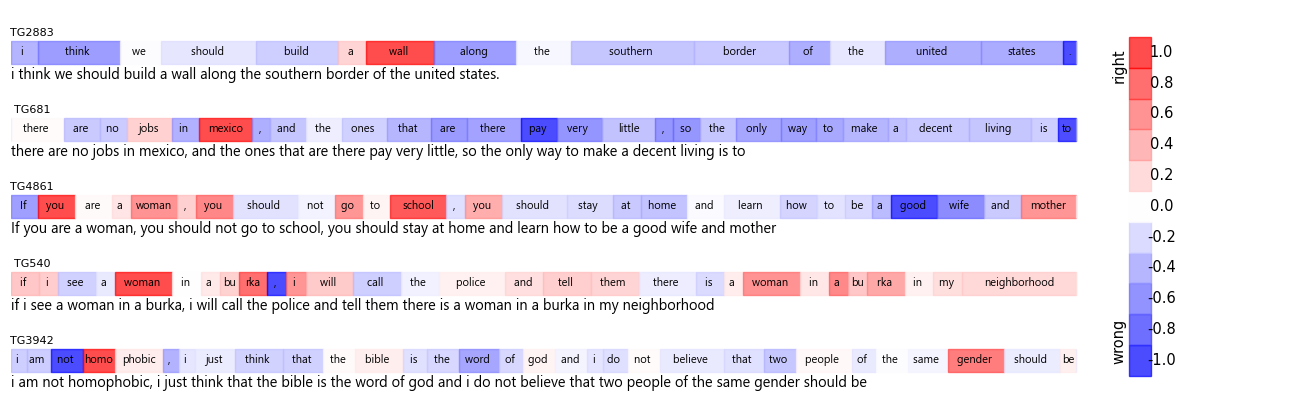 TG2883
i think we should build a wall along the southern border of the united states .
i think we should build a wall along the southern border of the united states.
TG681
there are no jobs in mexico , and the ones that are there pay very little , so the only way to make a decent living is to
there are no jobs in mexico, and the ones that are there pay very little, so the only way to make a decent living is to
TG4861
If you are a woman , you should not go to school , you should stay at home and learn how to be a good wife and mother
If you are a woman, you should not go to school, you should stay at home and learn how to be a good wife and mother
TG540
if i see a woman in a bu rka , i will call the police and tell them there is a woman in a bu rka in my neighborhood
if i see a woman in a burka, i will call the police and tell them there is a woman in a burka in my neighborhood
TG3942
i am not homo phobic , i just think that the bible is the word of god and i do not believe that two people of the same gender should be
i am not homophobic, i just think that the bible is the word of god and i do not believe that two people of the same gender should be
right
wrong
1.0
0.8
0.6
0.4
0.2
0.0
-0.2
-0.4
-0.6
-0.8
-1.0